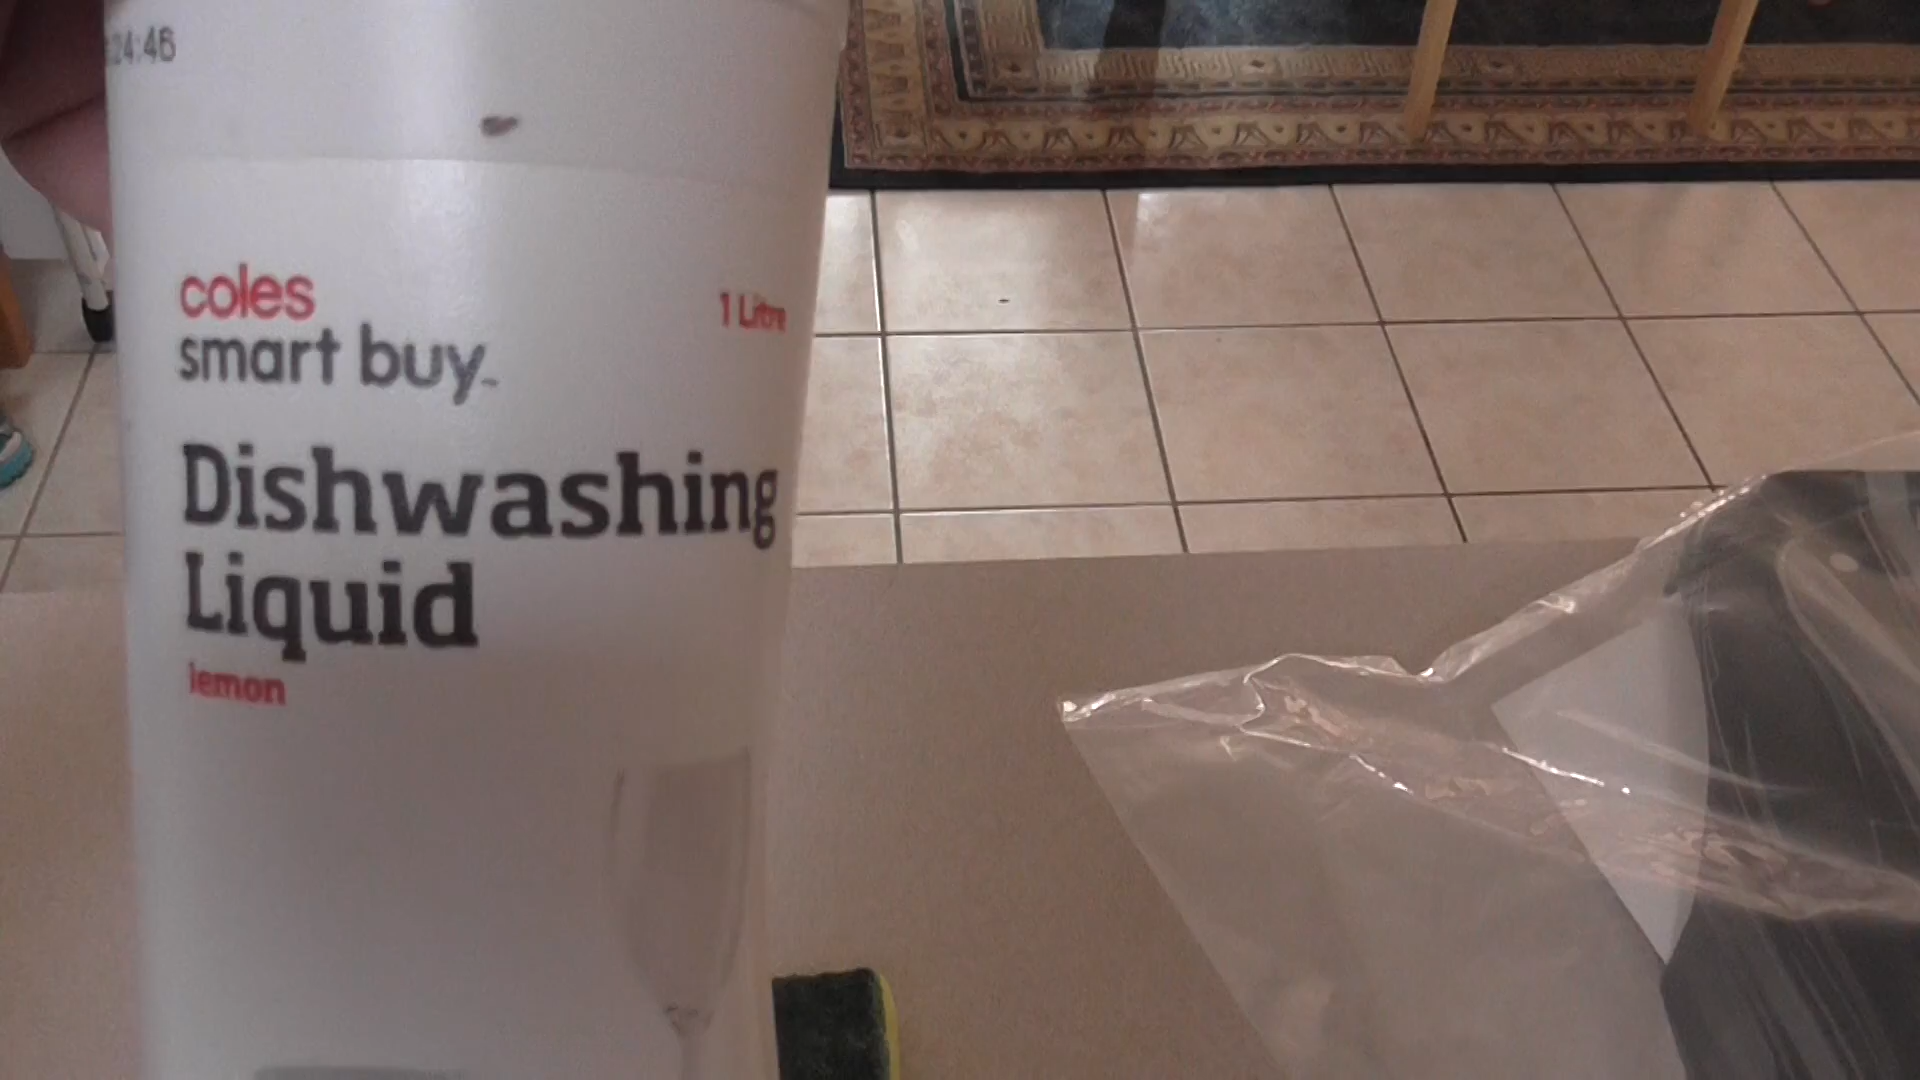 24:46
coles
smart buy
1 Litre
Dishwashing
Liquid
lemon